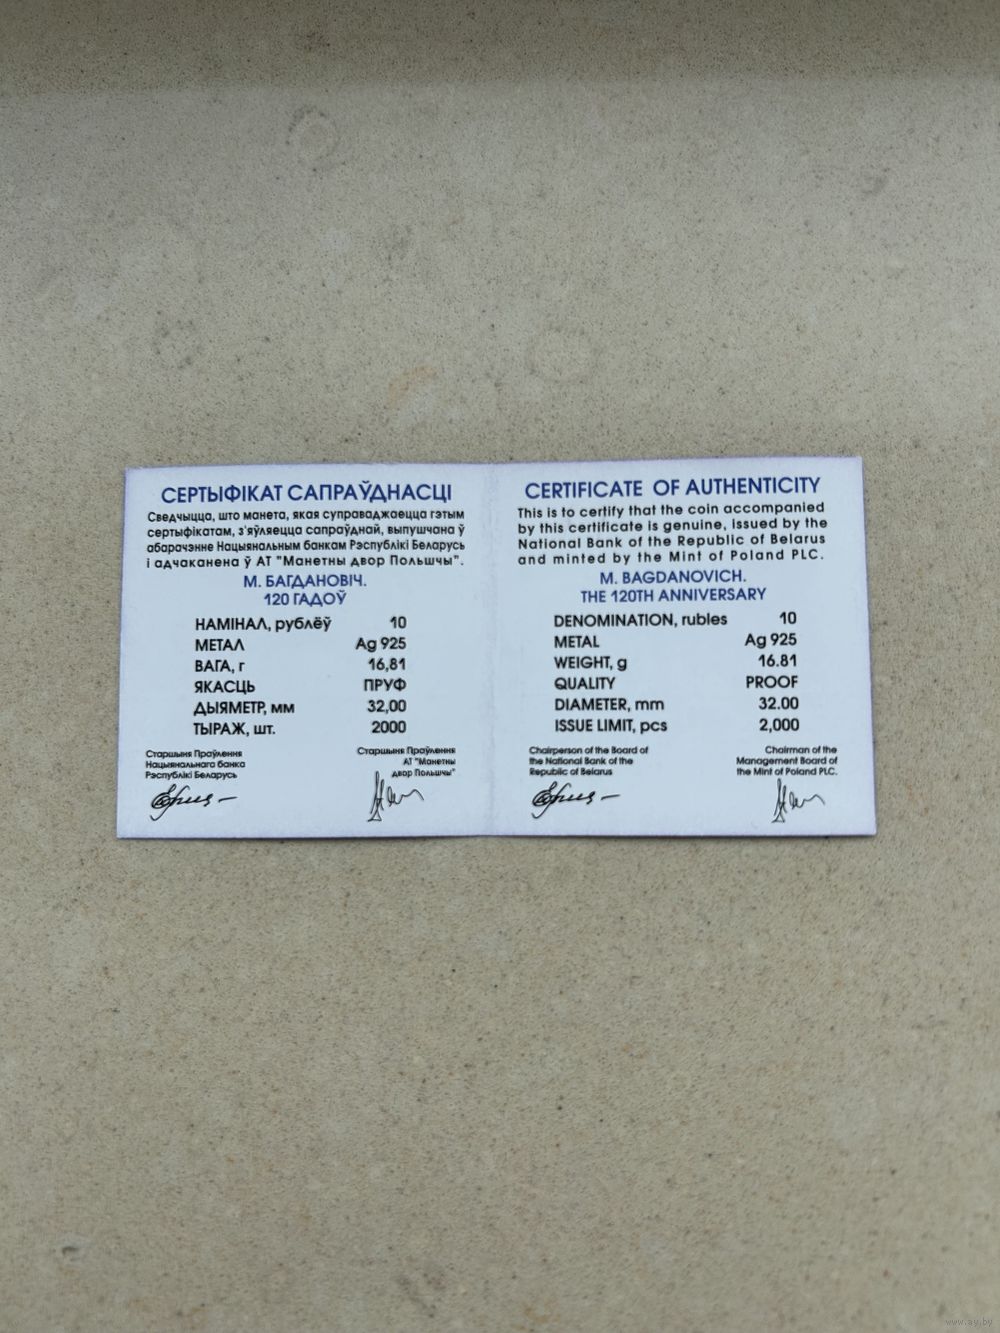 СЕРТЫФІКАТ САПРАЎДНАСЦІ
Сведчыцца, што манета, якая суправаджаецца гэтым
сертыфікатам, з'яўляецца сапраўднай, выпушчана ў
абарачэнне Нацыянальным банкам Рэспублікі Беларусь
і адчаканена ў АТ "Манетны двор Польшчы".
М. БАГДАНОВІЧ.
120 ГАДОЎ
НАМІНАЛ, рублёў 10
МЕТАЛ Ag 925
ВАГА, г 16,81
ЯКАСЦЬ ПРУФ
ДЫЯМЕТР, мм 32,00
ТЫРАЖ, шт. 2000
Старшыня Праўлення
Нацыянальнага банка
Рэспублікі Беларусь
Старшыня Праўлення
АТ "Манетны
двор Польшчы"
CERTIFICATE OF AUTHENTICITY
This is to certify that the coin accompanied
by this certificate is genuine, issued by the
National Bank of the Republic of Belarus
and minted by the Mint of Poland PLC.
M. BAGDANOVICH.
THE 120TH ANNIVERSARY
DENOMINATION, rubles 10
METAL Ag 925
WEIGHT, g 16.81
QUALITY PROOF
DIAMETER, mm 32.00
ISSUE LIMIT, pcs 2,000
Chairperson of the Board of
the National Bank of the
Republic of Belarus
Chairman of the
Management Board of
the Mint of Poland PLC.
www.ay.by